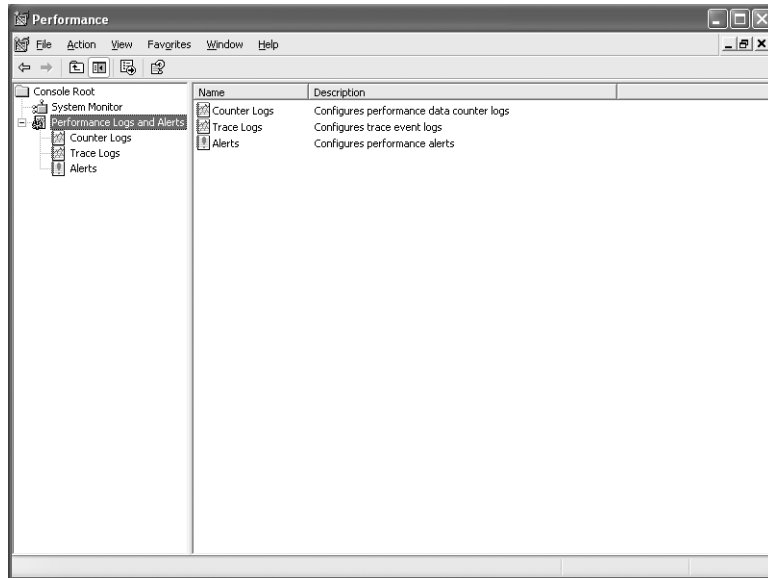 Performance
File Action View Favorites Window Help
Console Root
System Monitor
Performance Logs and Alerts
Counter Logs
Trace Logs
Alerts
Name Description
Counter Logs Configures performance data counter logs
Trace Logs Configures trace event logs
Alerts Configures performance alerts